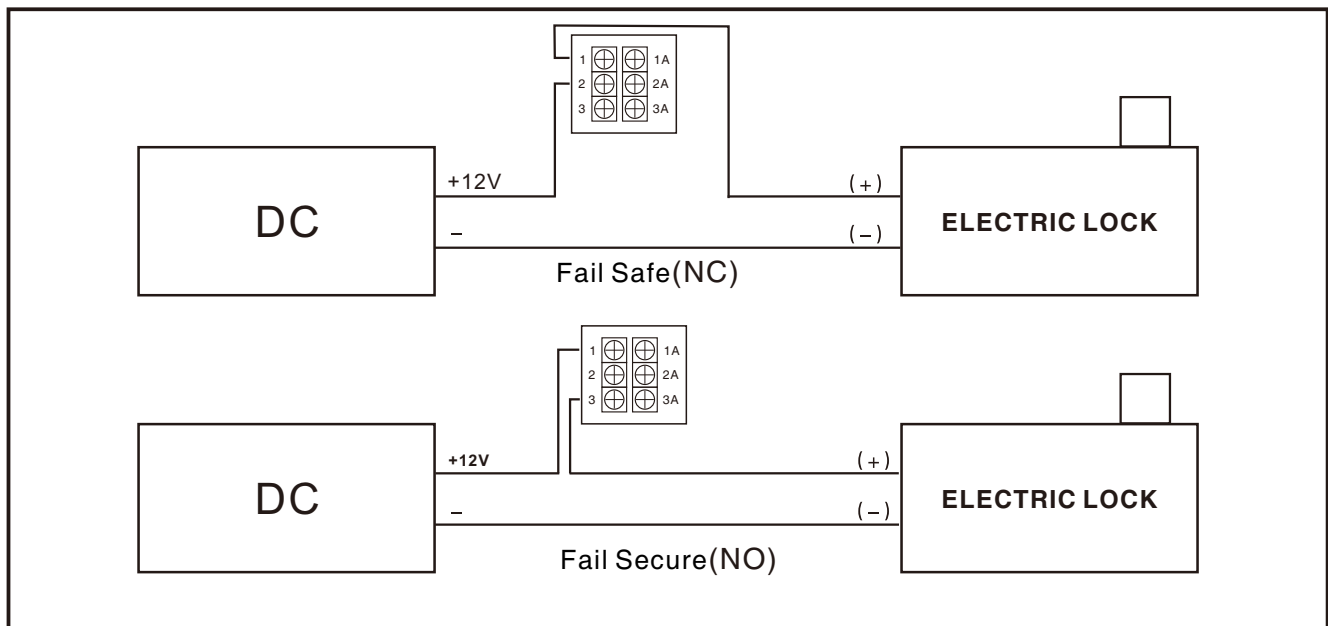 1 1A
2 2A
3 3A
+12V (+)
DC ELECTRIC LOCK
– (–)
Fail Safe(NC)
1 1A
2 2A
3 3A
+12V (+)
DC ELECTRIC LOCK
– (–)
Fail Secure(NO)